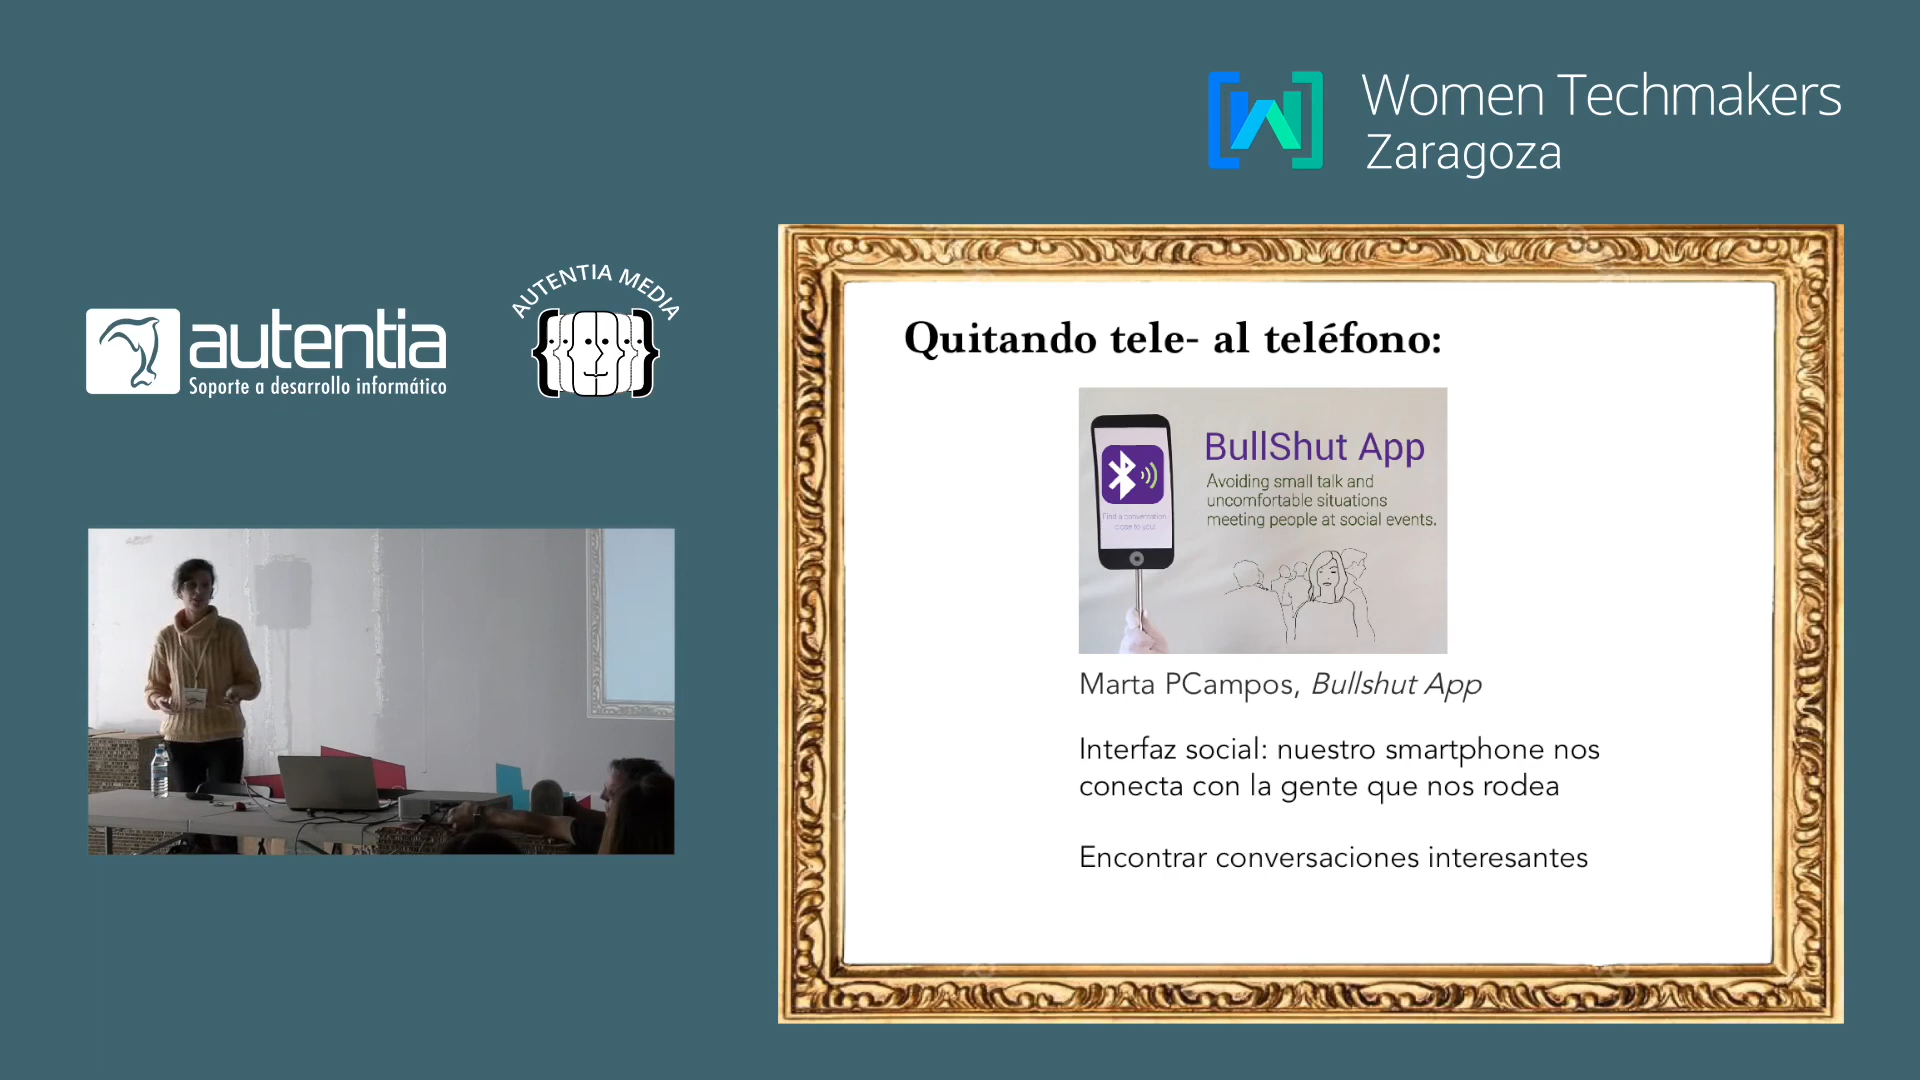 Women Techmakers
Zaragoza
AUTENTIA MEDIA
autentia
Soporte a desarrollo informático
Quitando tele- al teléfono:
BullShut App
Avoiding small talk and
uncomfortable situations
meeting people at social events.
Find a conversation
close to you!
Marta PCampos, Bullshut App
Interfaz social: nuestro smartphone nos
conecta con la gente que nos rodea
Encontrar conversaciones interesantes